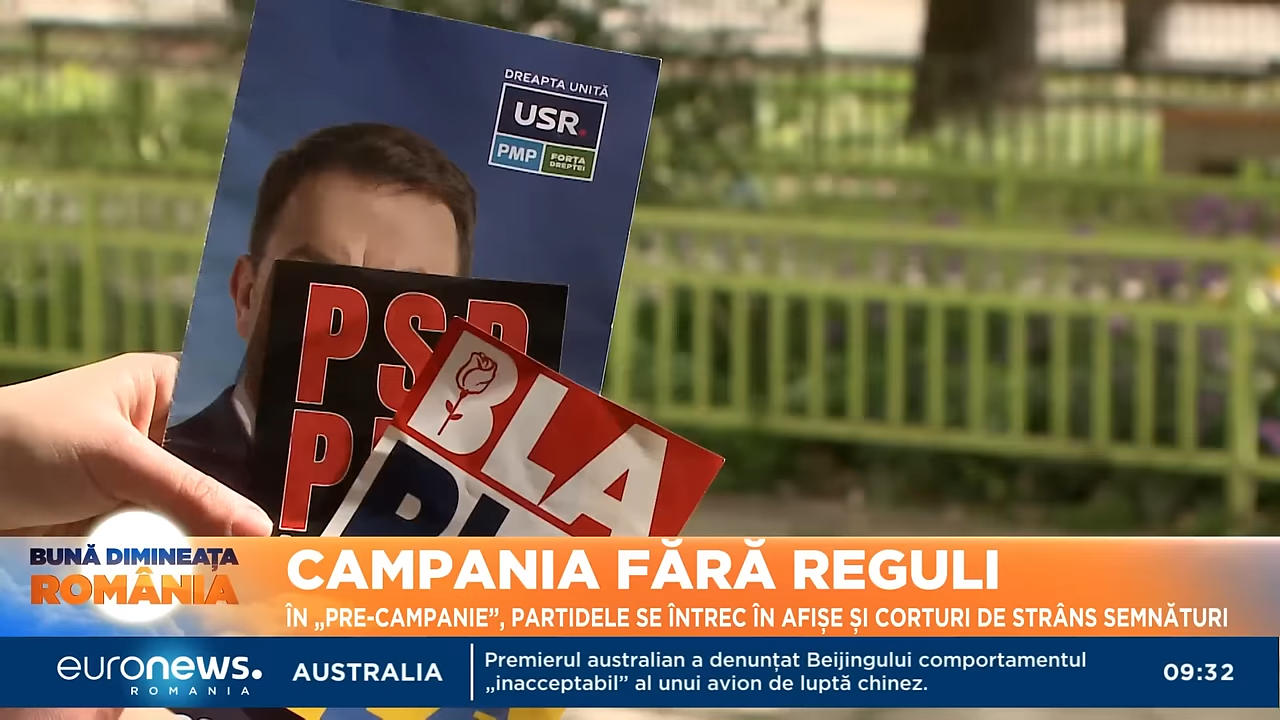 DREAPTA UNITĂ
USR.
PMP
FORȚA
DREPTEI
PSD
BLA
CAMPANIA FĂRĂ REGULI
ÎN „PRE-CAMPANIE”, PARTIDELE SE ÎNTREC ÎN AFIȘE ȘI CORTURI DE STRÂNS SEMNĂTURI
BUNĂ DIMINEAȚA
ROMÂNIA
euronews.
ROMANIA
AUSTRALIA
Premierul australian a denunțat Beijingului comportamentul
„inacceptabil” al unui avion de luptă chinez.
09:32